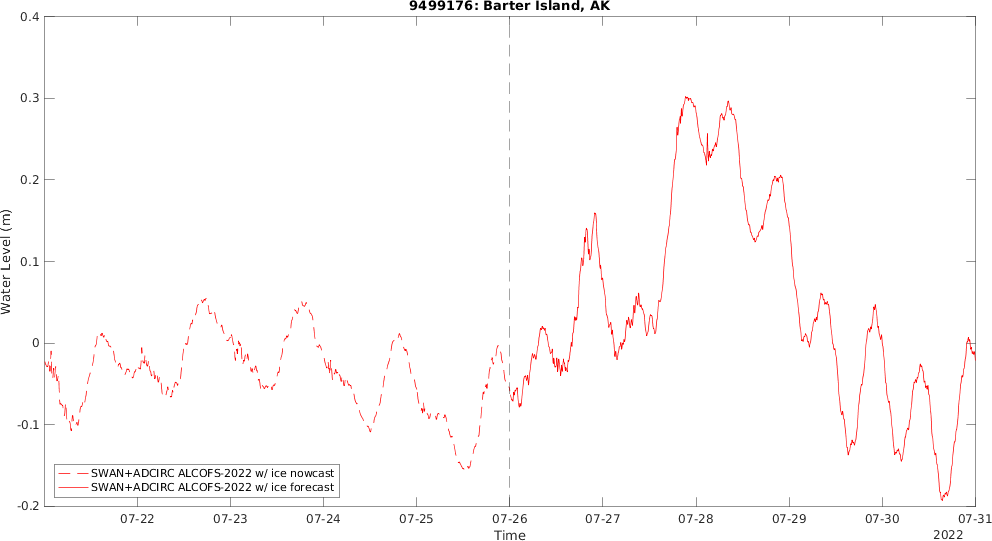 9499176: Barter Island, AK
0.4
0.3
0.2
0.1
0
-0.1
-0.2
Water Level (m)
SWAN+ADCIRC ALCOFS-2022 w/ ice nowcast
SWAN+ADCIRC ALCOFS-2022 w/ ice forecast
07-22 07-23 07-24 07-25 07-26 07-27 07-28 07-29 07-30 07-31
Time
2022